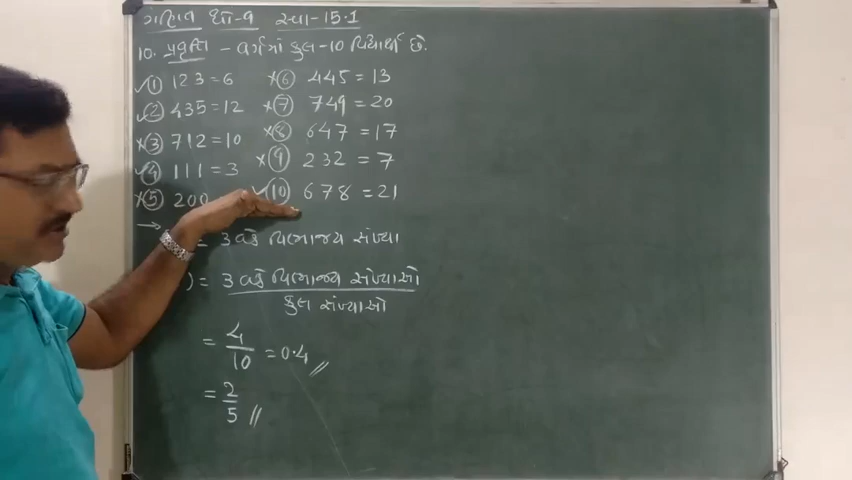 ગણિત ધો-૧ સ્વા-15.1
10. પ્રવૃત્તિ - વર્ગમાં કુલ-10 વિદ્યાર્થી છે.
✓① 123 = 6 ×⑥ 445 = 13
✓② 435 = 12 ×⑦ 749 = 20
×③ 712 = 10 ×⑧ 647 = 17
✓④ 111 = 3 ×⑨ 232 = 7
×⑤ 200 ✓⑩ 678 = 21
→ = 3 વડે વિભાજ્ય સંખ્યા
) = 3 વડે વિભાજ્ય સંખ્યાઓ
કુલ સંખ્યાઓ
= 4/10 = 0.4 //
= 2/5 //